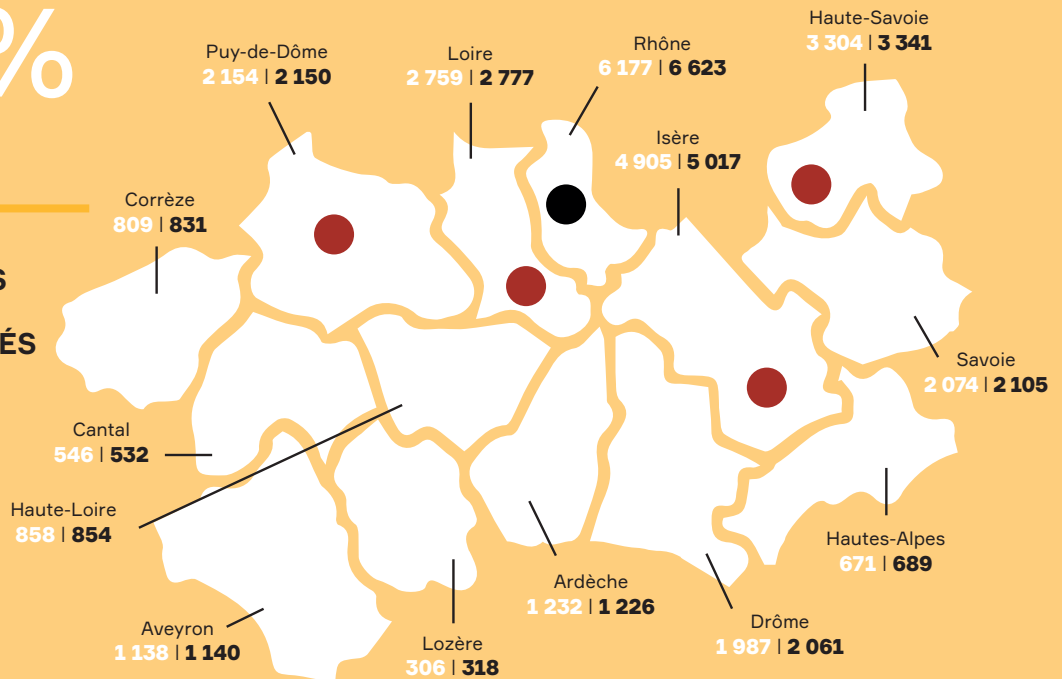 %
S
ÉS
Haute-Savoie
3 304 | 3 341
Rhône
6 177 | 6 623
Puy-de-Dôme
2 154 | 2 150
Loire
2 759 | 2 777
Isère
4 905 | 5 017
Corrèze
809 | 831
Savoie
2 074 | 2 105
Cantal
546 | 532
Haute-Loire
858 | 854
Hautes-Alpes
671 | 689
Ardèche
1 232 | 1 226
Drôme
1 987 | 2 061
Aveyron
1 138 | 1 140
Lozère
306 | 318